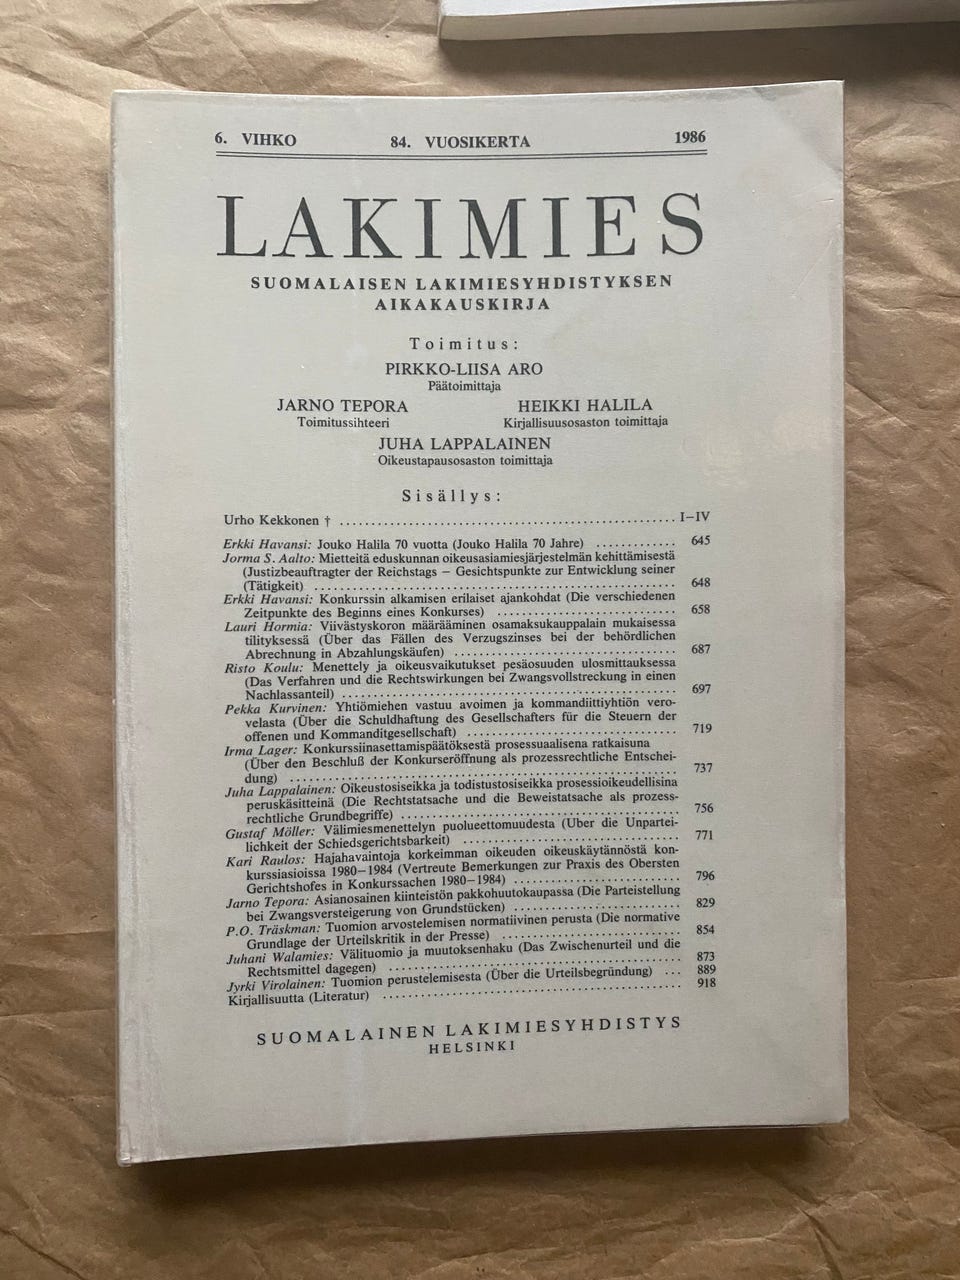 6. VIHKO 84. VUOSIKERTA 1986
LAKIMIES
SUOMALAISEN LAKIMIESYHDISTYKSEN
AIKAKAUSKIRJA
Toimitus:
PIRKKO-LIISA ARO
Päätoimittaja
JARNO TEPORA HEIKKI HALILA
Toimitussihteeri Kirjallisuusosaston toimittaja
JUHA LAPPALAINEN
Oikeustapausosaston toimittaja
Sisällys:
Urho Kekkonen † .......... I–IV
Erkki Havansi: Jouko Halila 70 vuotta (Jouko Halila 70 Jahre) .......... 645
Jorma S. Aalto: Mietteitä eduskunnan oikeusasiamiesjärjestelmän kehittämisestä
(Justizbeauftragter der Reichstags – Gesichtspunkte zur Entwicklung seiner
(Tätigkeit) .......... 648
Erkki Havansi: Konkurssin alkamisen erilaiset ajankohdat (Die verschiedenen
Zeitpunkte des Beginns eines Konkurses) .......... 658
Lauri Hormia: Viivästyskoron määrääminen osamaksukauppalain mukaisessa
tilityksessä (Über das Fällen des Verzugszinses bei der behördlichen
Abrechnung in Abzahlungskäufen) .......... 687
Risto Koulu: Menettely ja oikeusvaikutukset pesäosuuden ulosmittauksessa
(Das Verfahren und die Rechtswirkungen bei Zwangsvollstreckung in einen
Nachlassanteil) .......... 697
Pekka Kurvinen: Yhtiömiehen vastuu avoimen ja kommandiittiyhtiön vero-
velasta (Über die Schuldhaftung des Gesellschafters für die Steuern der
offenen und Kommanditgesellschaft) .......... 719
Irma Lager: Konkurssiinasettamispäätöksestä prosessuaalisena ratkaisuna
(Über den Beschluß der Konkurseröffnung als prozessrechtliche Entschei-
dung) .......... 737
Juha Lappalainen: Oikeustosiseikka ja todistustosiseikka prosessioikeudellisina
peruskäsitteinä (Die Rechtstatsache und die Beweistatsache als prozess-
rechtliche Grundbegriffe) .......... 756
Gustaf Möller: Välimiesmenettelyn puolueettomuudesta (Uber die Unpartei-
lichkeit der Schiedsgerichtsbarkeit) .......... 771
Kari Raulos: Hajahavaintoja korkeimman oikeuden oikeuskäytännöstä kon-
kurssiasioissa 1980–1984 (Vertreute Bemerkungen zur Praxis des Obersten
Gerichtshofes in Konkurssachen 1980–1984) .......... 796
Jarno Tepora: Asianosainen kiinteistön pakkohuutokaupassa (Die Parteistellung
bei Zwangsversteigerung von Grundstücken) .......... 829
P.O. Träskman: Tuomion arvostelemisen normatiivinen perusta (Die normative
Grundlage der Urteilskritik in der Presse) .......... 854
Juhani Walamies: Välituomio ja muutoksenhaku (Das Zwischenurteil und die
Rechtsmittel dagegen) .......... 873
Jyrki Virolainen: Tuomion perustelemisesta (Über die Urteilsbegründung) ... 889
Kirjallisuutta (Literatur) .......... 918
SUOMALAINEN LAKIMIESYHDISTYS
HELSINKI